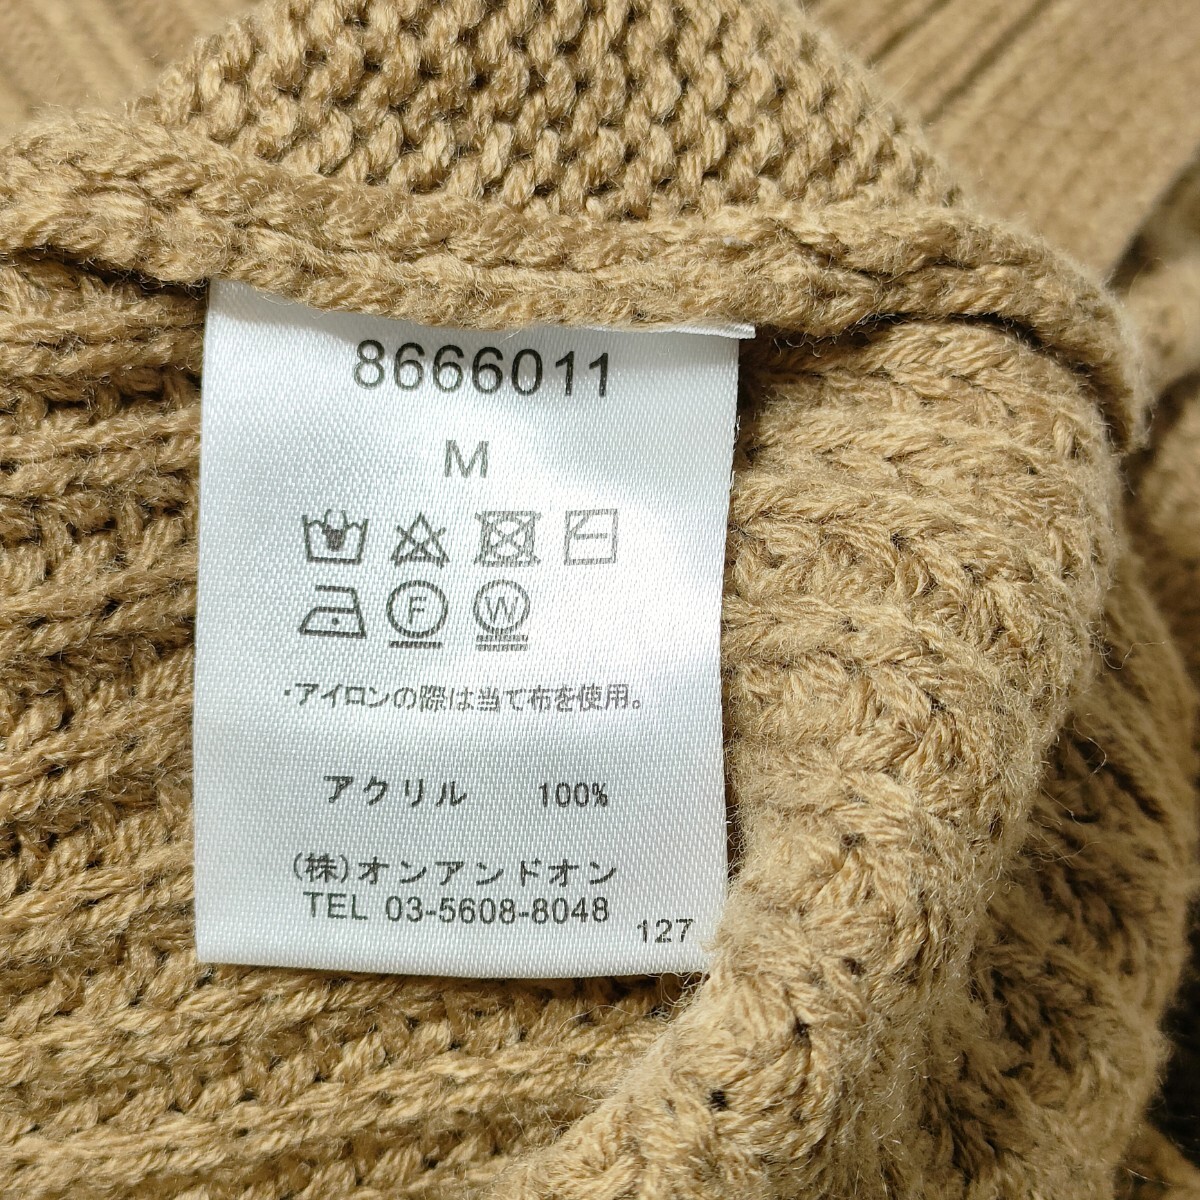 8666011
M
F W
・アイロンの際は当て布を使用。
アクリル 100%
(株)オンアンドオン
TEL 03-5608-8048
127